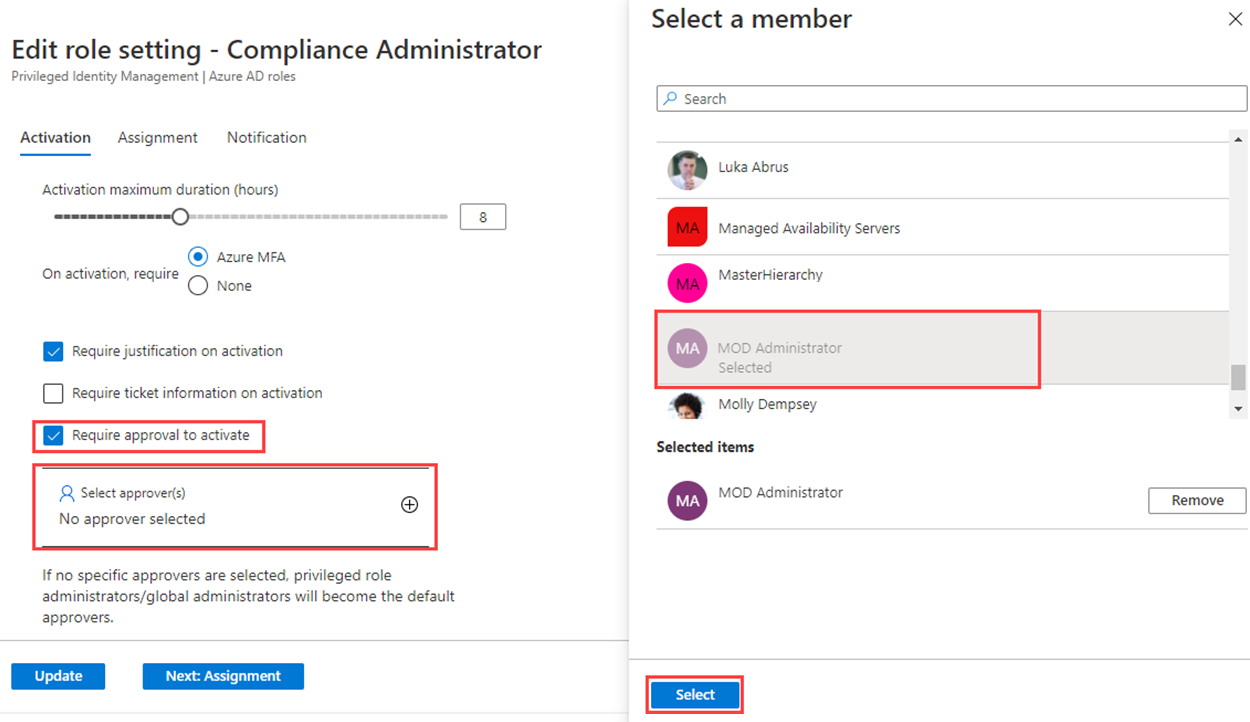 Edit role setting - Compliance Administrator
Privileged Identity Management | Azure AD roles
Activation Assignment Notification
Activation maximum duration (hours)
8
On activation, require
Azure MFA
None
Require justification on activation
Require ticket information on activation
Require approval to activate
Select approver(s)
No approver selected
If no specific approvers are selected, privileged role
administrators/global administrators will become the default
approvers.
Update
Next: Assignment
Select a member
Search
Luka Abrus
MA
Managed Availability Servers
MA
MasterHierarchy
MA
MOD Administrator
Selected
Molly Dempsey
Selected items
MA
MOD Administrator
Remove
Select